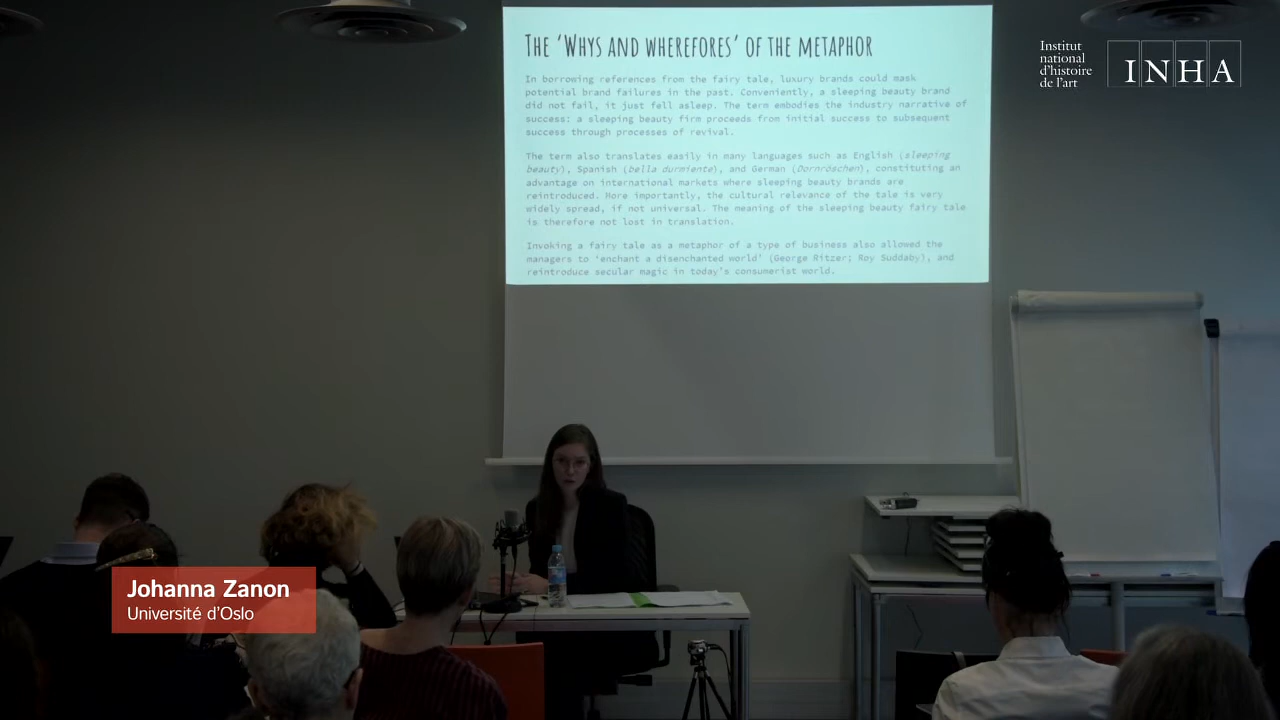 THE 'WHYS AND WHEREFORES' OF THE METAPHOR
In borrowing references from the fairy tale, luxury brands could mask
potential brand failures in the past. Conveniently, a sleeping beauty brand
did not fail, it just fell asleep. The term embodies the industry narrative of
success: a sleeping beauty firm proceeds from initial success to subsequent
success through processes of revival.
The term also translates easily in many languages such as English (sleeping
beauty), Spanish (bella durmiente), and German (Dornröschen), constituting an
advantage on international markets where sleeping beauty brands are
reintroduced. More importantly, the cultural relevance of the tale is very
widely spread, if not universal. The meaning of the sleeping beauty fairy tale
is therefore not lost in translation.
Invoking a fairy tale as a metaphor of a type of business also allowed the
managers to 'enchant a disenchanted world' (George Ritzer; Roy Suddaby), and
reintroduce secular magic in today's consumerist world.
Institut
national
d'histoire
de l'art
INHA
Johanna Zanon
Université d'Oslo